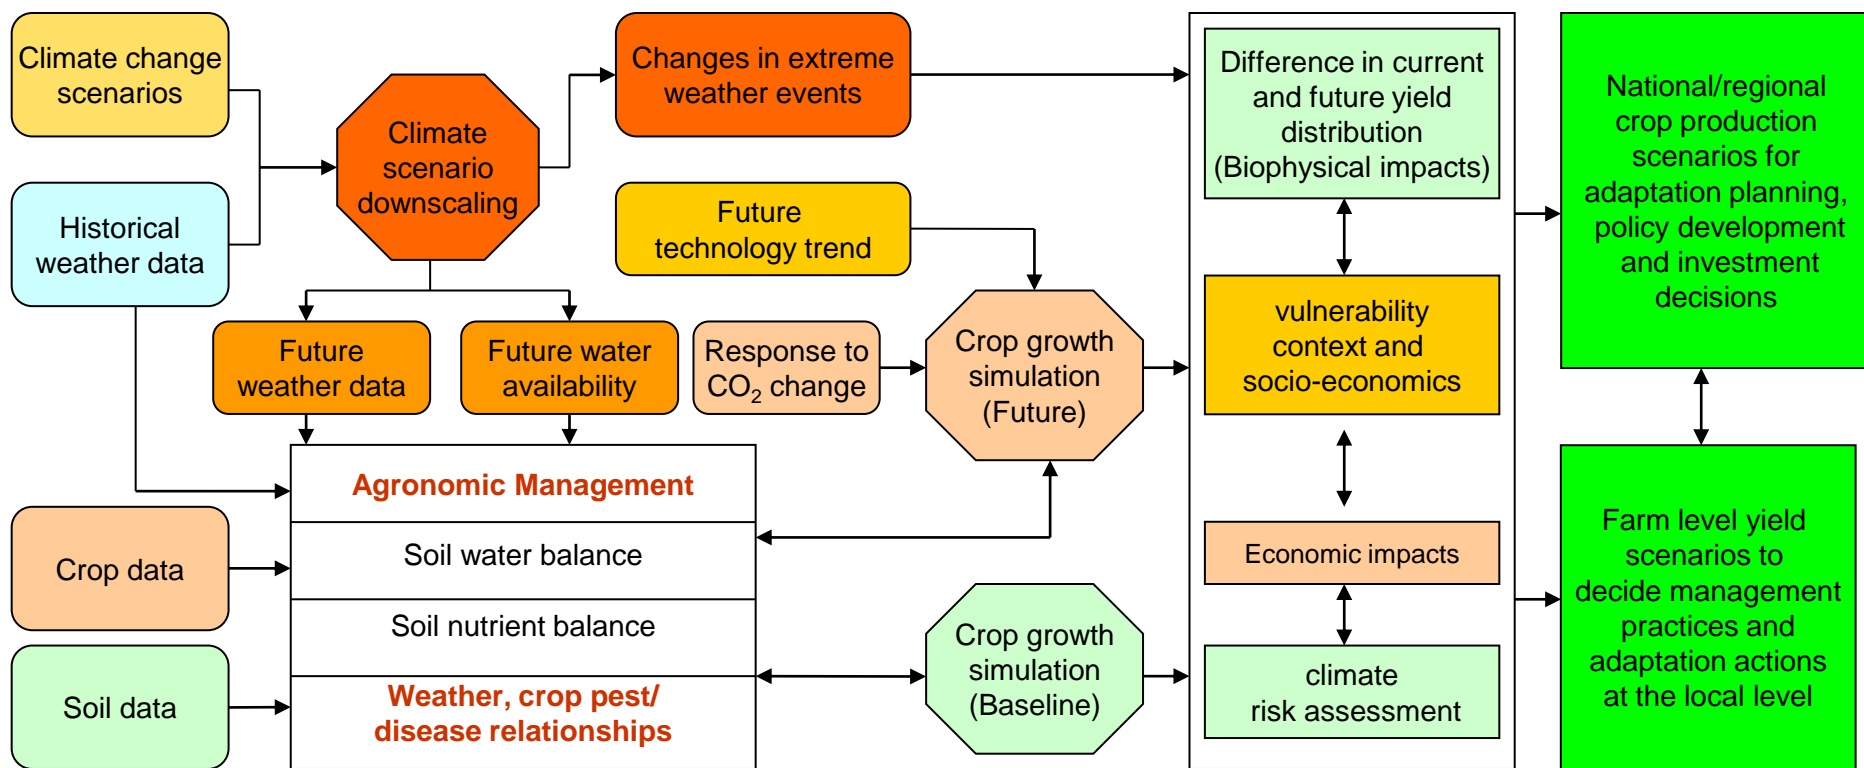 Climate change
scenarios
Historical
weather data
Crop data
Soil data
Climate
scenario
downscaling
Changes in extreme
weather events
Future
technology trend
Future
weather data
Future water
availability
Response to
CO₂ change
Agronomic Management
Soil water balance
Soil nutrient balance
Weather, crop pest/
disease relationships
Crop growth
simulation
(Future)
Crop growth
simulation
(Baseline)
Difference in current
and future yield
distribution
(Biophysical impacts)
vulnerability
context and
socio-economics
Economic impacts
climate
risk assessment
National/regional
crop production
scenarios for
adaptation planning,
policy development
and investment
decisions
Farm level yield
scenarios to
decide management
practices and
adaptation actions
at the local level